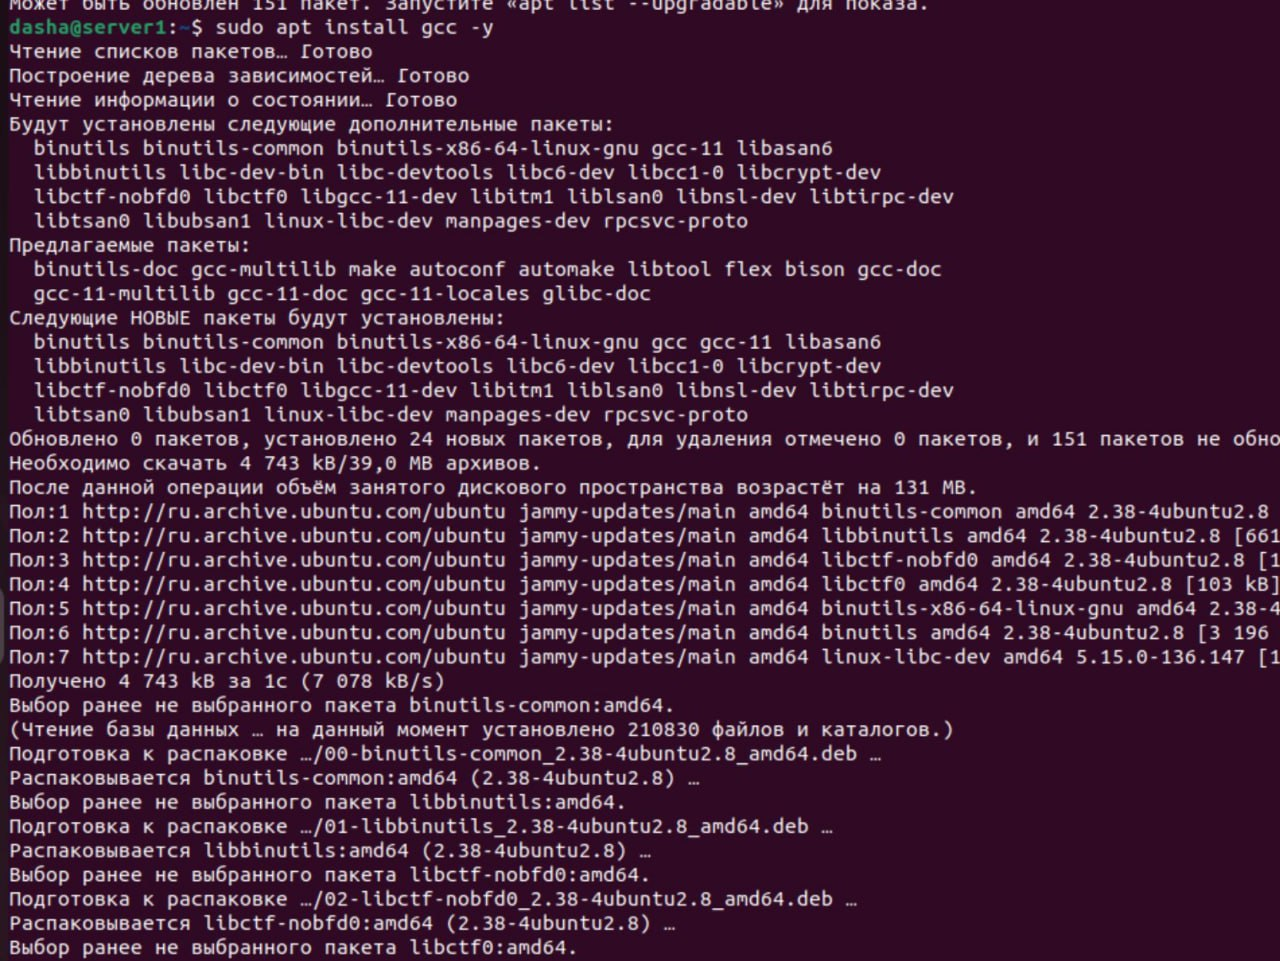 Может быть обновлён 151 пакет. Запустите «apt list --upgradable» для показа.
dasha@server1:~$ sudo apt install gcc -y
Чтение списков пакетов… Готово
Построение дерева зависимостей… Готово
Чтение информации о состоянии… Готово
Будут установлены следующие дополнительные пакеты:
binutils binutils-common binutils-x86-64-linux-gnu gcc-11 libasan6
libbinutils libc-dev-bin libc-devtools libc6-dev libcc1-0 libcrypt-dev
libctf-nobfd0 libctf0 libgcc-11-dev libitm1 liblsan0 libnsl-dev libtirpc-dev
libtsan0 libubsan1 linux-libc-dev manpages-dev rpcsvc-proto
Предлагаемые пакеты:
binutils-doc gcc-multilib make autoconf automake libtool flex bison gcc-doc
gcc-11-multilib gcc-11-doc gcc-11-locales glibc-doc
Следующие НОВЫЕ пакеты будут установлены:
binutils binutils-common binutils-x86-64-linux-gnu gcc gcc-11 libasan6
libbinutils libc-dev-bin libc-devtools libc6-dev libcc1-0 libcrypt-dev
libctf-nobfd0 libctf0 libgcc-11-dev libitm1 liblsan0 libnsl-dev libtirpc-dev
libtsan0 libubsan1 linux-libc-dev manpages-dev rpcsvc-proto
Обновлено 0 пакетов, установлено 24 новых пакетов, для удаления отмечено 0 пакетов, и 151 пакетов не обно
Необходимо скачать 4 743 kB/39,0 MB архивов.
После данной операции объём занятого дискового пространства возрастёт на 131 MB.
Пол:1 http://ru.archive.ubuntu.com/ubuntu jammy-updates/main amd64 binutils-common amd64 2.38-4ubuntu2.8
Пол:2 http://ru.archive.ubuntu.com/ubuntu jammy-updates/main amd64 libbinutils amd64 2.38-4ubuntu2.8 [661
Пол:3 http://ru.archive.ubuntu.com/ubuntu jammy-updates/main amd64 libctf-nobfd0 amd64 2.38-4ubuntu2.8 [1
Пол:4 http://ru.archive.ubuntu.com/ubuntu jammy-updates/main amd64 libctf0 amd64 2.38-4ubuntu2.8 [103 kB]
Пол:5 http://ru.archive.ubuntu.com/ubuntu jammy-updates/main amd64 binutils-x86-64-linux-gnu amd64 2.38-4
Пол:6 http://ru.archive.ubuntu.com/ubuntu jammy-updates/main amd64 binutils amd64 2.38-4ubuntu2.8 [3 196
Пол:7 http://ru.archive.ubuntu.com/ubuntu jammy-updates/main amd64 linux-libc-dev amd64 5.15.0-136.147 [1
Получено 4 743 kB за 1с (7 078 kB/s)
Выбор ранее не выбранного пакета binutils-common:amd64.
(Чтение базы данных … на данный момент установлено 210830 файлов и каталогов.)
Подготовка к распаковке …/00-binutils-common_2.38-4ubuntu2.8_amd64.deb …
Распаковывается binutils-common:amd64 (2.38-4ubuntu2.8) …
Выбор ранее не выбранного пакета libbinutils:amd64.
Подготовка к распаковке …/01-libbinutils_2.38-4ubuntu2.8_amd64.deb …
Распаковывается libbinutils:amd64 (2.38-4ubuntu2.8) …
Выбор ранее не выбранного пакета libctf-nobfd0:amd64.
Подготовка к распаковке …/02-libctf-nobfd0_2.38-4ubuntu2.8_amd64.deb …
Распаковывается libctf-nobfd0:amd64 (2.38-4ubuntu2.8) …
Выбор ранее не выбранного пакета libctf0:amd64.